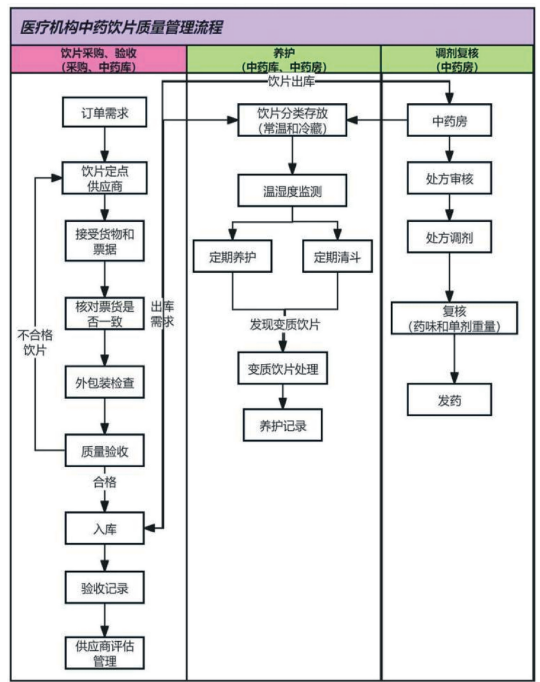 医疗机构中药饮片质量管理流程
饮片采购、验收
（采购、中药库）
养护
（中药库、中药房）
调剂复核
（中药房）
饮片出库
订单需求
饮片定点
供应商
接受货物和
票据
核对票货是
否一致
外包装检查
质量验收
合格
入库
验收记录
供应商评估
管理
不合格
饮片
出库
需求
饮片分类存放
（常温和冷藏）
温湿度监测
定期养护
定期清斗
发现变质饮片
变质饮片处理
养护记录
中药房
处方审核
处方调剂
复核
（药味和单剂重量）
发药